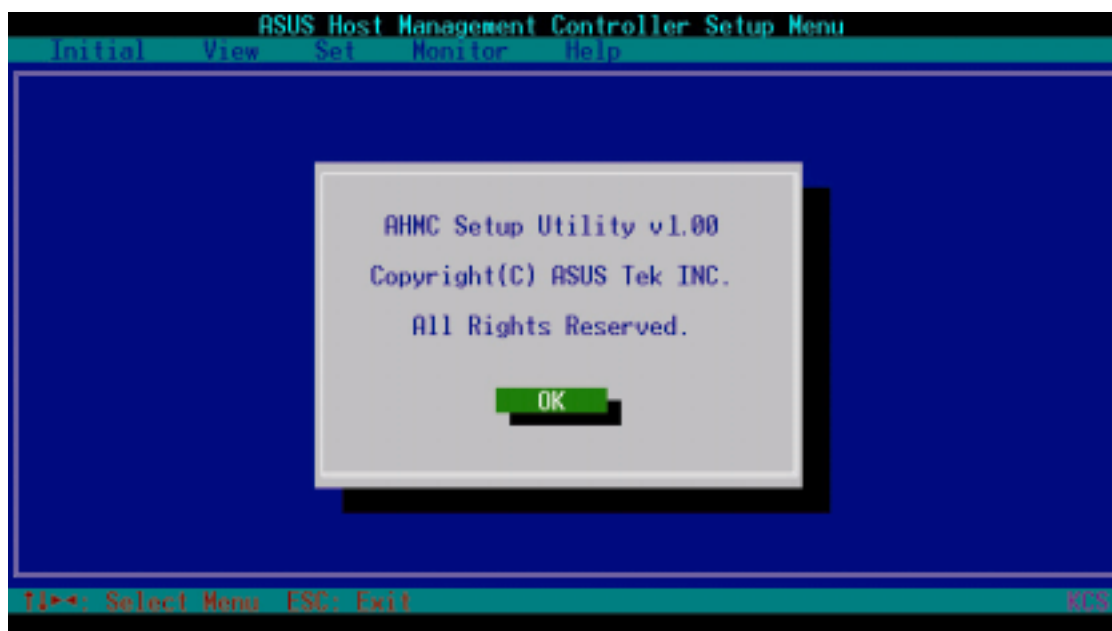 ASUS Host Management Controller Setup Menu
Initial View Set Monitor Help
AHMC Setup Utility v1.00
Copyright(C) ASUS Tek INC.
All Rights Reserved.
OK
↑↓►◄: Select Menu ESC: Exit KCS